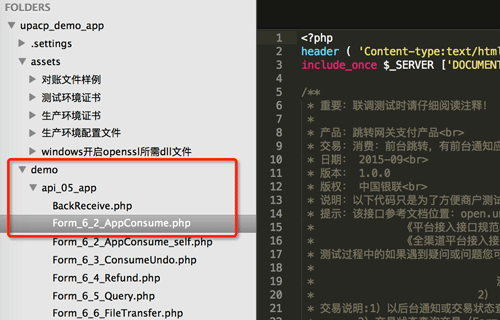 FOLDERS
upacp_demo_app
.settings
assets
对账文件样例
测试环境证书
生产环境证书
生产环境配置文件
windows开启openssl所需dll文件
demo
api_05_app
BackReceive.php
Form_6_2_AppConsume.php
Form_6_2_AppConsume_self.php
Form_6_3_ConsumeUndo.php
Form_6_4_Refund.php
Form_6_5_Query.php
Form_6_6_FileTransfer.php
1 <?php
2 header ( 'Content-type:text/html
3 include_once $_SERVER ['DOCUMENT
4
5 /**
6 * 重要：联调测试时请仔细阅读注释！
7 *
8 * 产品：跳转网关支付产品<br>
9 * 交易：消费：前台跳转，有前台通知应
10 * 日期： 2015-09<br>
11 * 版本： 1.0.0
12 * 版权： 中国银联<br>
13 * 说明：以下代码只是为了方便商户测试
14 * 提示：该接口参考文档位置：open.un
15 * 《平台接入接口规范
16 * 《全渠道平台接入接
17 * 测试过程中的如果遇到疑问或问题您可
18 *
19 *
20 * 2)
21 * 交易说明:1）以后台通知或交易状态查